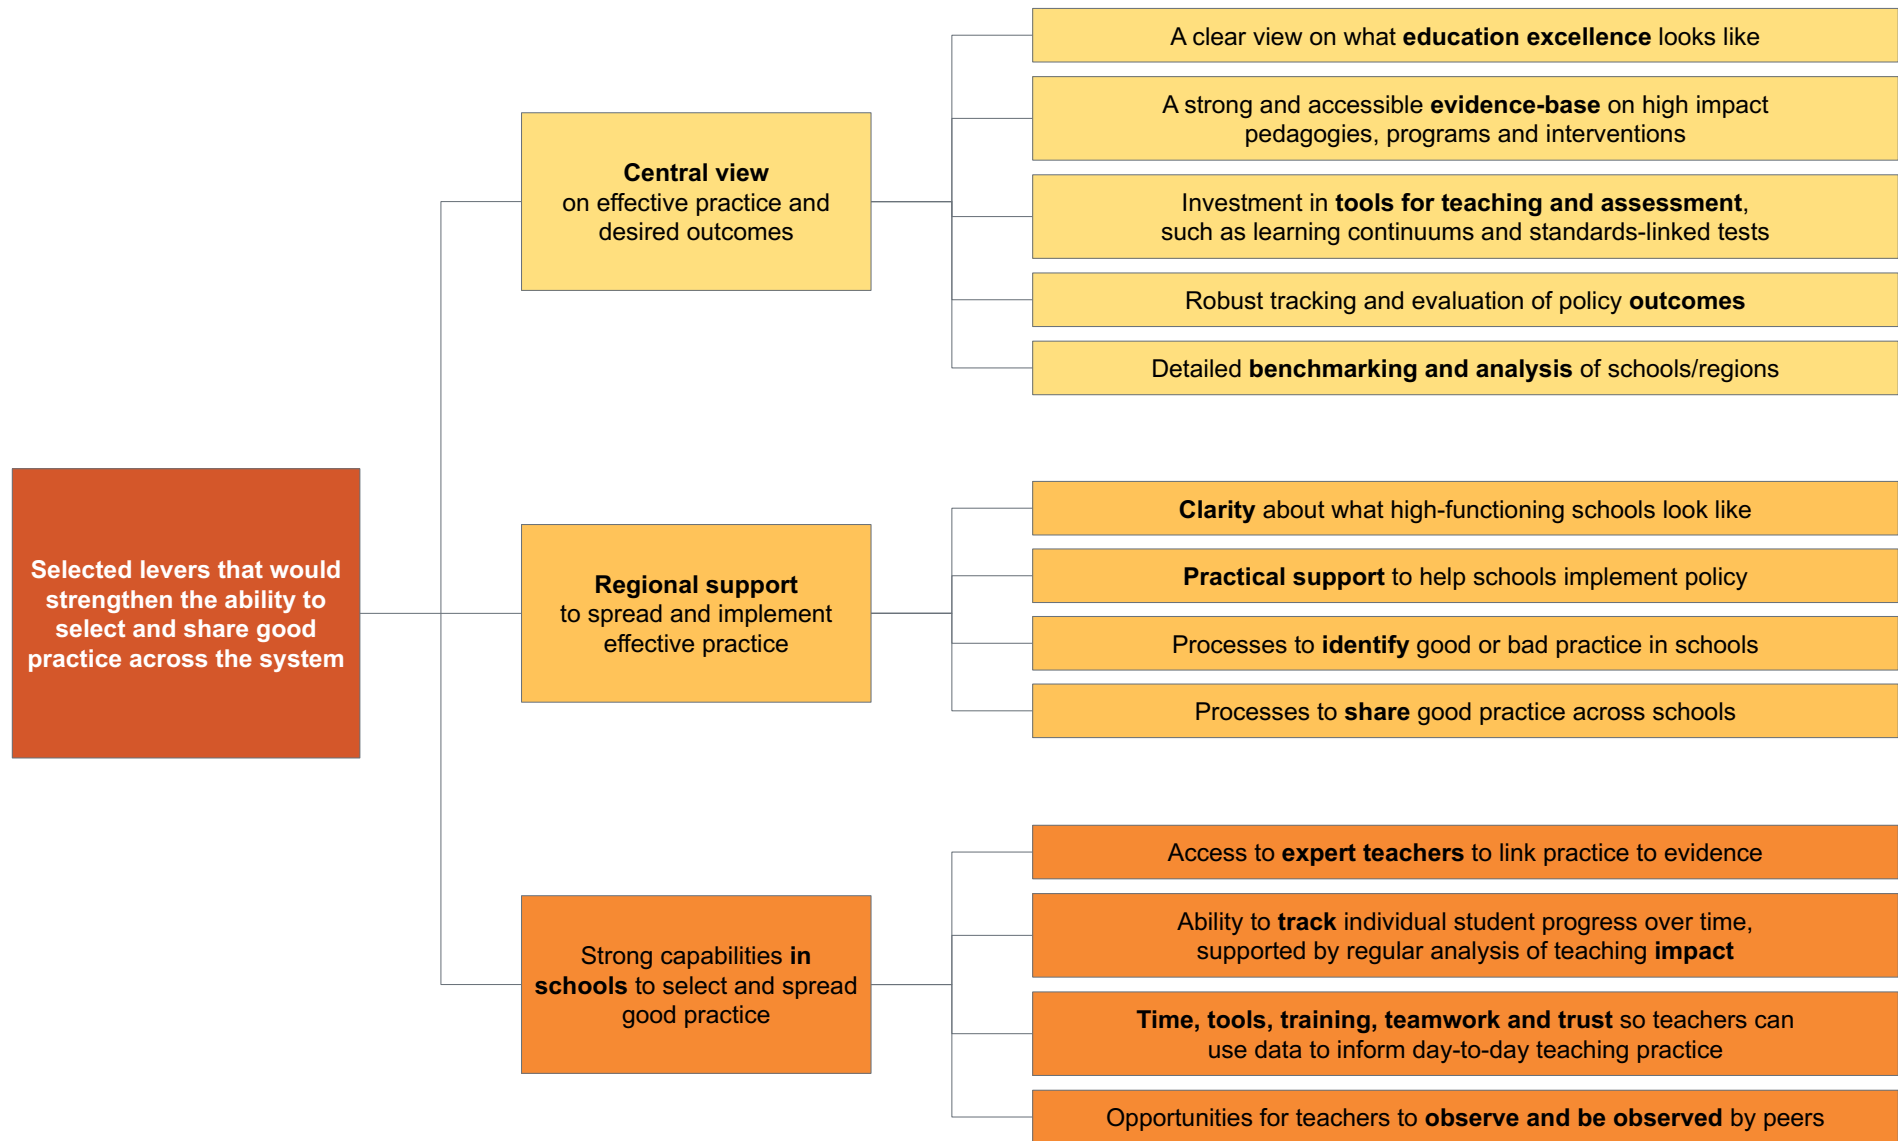 Selected levers that would
strengthen the ability to
select and share good
practice across the system
Central view
on effective practice and
desired outcomes
A clear view on what education excellence looks like
A strong and accessible evidence-base on high impact
pedagogies, programs and interventions
Investment in tools for teaching and assessment,
such as learning continuums and standards-linked tests
Robust tracking and evaluation of policy outcomes
Detailed benchmarking and analysis of schools/regions
Regional support
to spread and implement
effective practice
Clarity about what high-functioning schools look like
Practical support to help schools implement policy
Processes to identify good or bad practice in schools
Processes to share good practice across schools
Strong capabilities in
schools to select and spread
good practice
Access to expert teachers to link practice to evidence
Ability to track individual student progress over time,
supported by regular analysis of teaching impact
Time, tools, training, teamwork and trust so teachers can
use data to inform day-to-day teaching practice
Opportunities for teachers to observe and be observed by peers